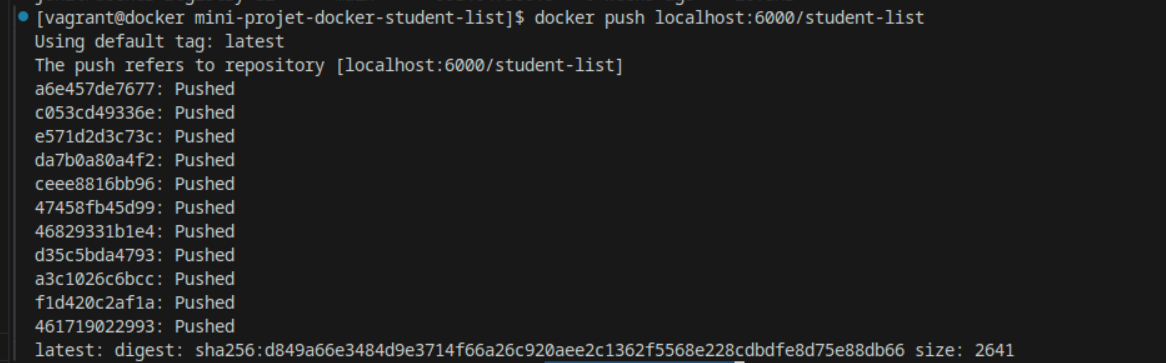 [vagrant@docker mini-projet-docker-student-list]$ docker push localhost:6000/student-list
Using default tag: latest
The push refers to repository [localhost:6000/student-list]
a6e457de7677: Pushed
c053cd49336e: Pushed
e571d2d3c73c: Pushed
da7b0a80a4f2: Pushed
ceee8816bb96: Pushed
47458fb45d99: Pushed
46829331b1e4: Pushed
d35c5bda4793: Pushed
a3c1026c6bcc: Pushed
f1d420c2af1a: Pushed
461719022993: Pushed
latest: digest: sha256:d849a66e3484d9e3714f66a26c920aee2c1362f5568e228cdbdfe8d75e88db66 size: 2641